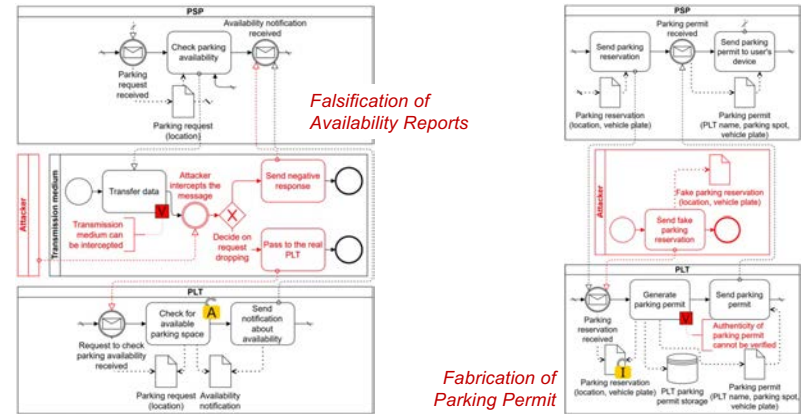 PSP
Availability notification
received
Check parking
availability
Parking
request
received
Parking request
(location)
Falsification of
Availability Reports
Attacker
Transmission medium
Transfer data
V
Transmission
medium can
be intercepted
Attacker
intercepts the
message
X
Decide on
request
dropping
Send negative
response
Pass to the real
PLT
PLT
Request to check
parking availability
received
Check for
available
parking space
A
Send
notification
about
availability
Parking request
(location)
Availability
notification
PSP
Send parking
reservation
Parking permit
received
Send parking
permit to user's
device
Parking reservation
(location, vehicle plate)
Parking permit
(PLT name, parking spot,
vehicle plate)
Attacker
Fake parking reservation
(location, vehicle plate)
Send fake
parking
reservation
PLT
Parking
reservation
received
Generate
parking permit
V
Send parking
permit
Authenticity of
parking permit
cannot be verified
I
Parking reservation
(location, vehicle plate)
PLT parking
permit storage
Parking permit
(PLT name, parking spot,
vehicle plate)
Fabrication of
Parking Permit